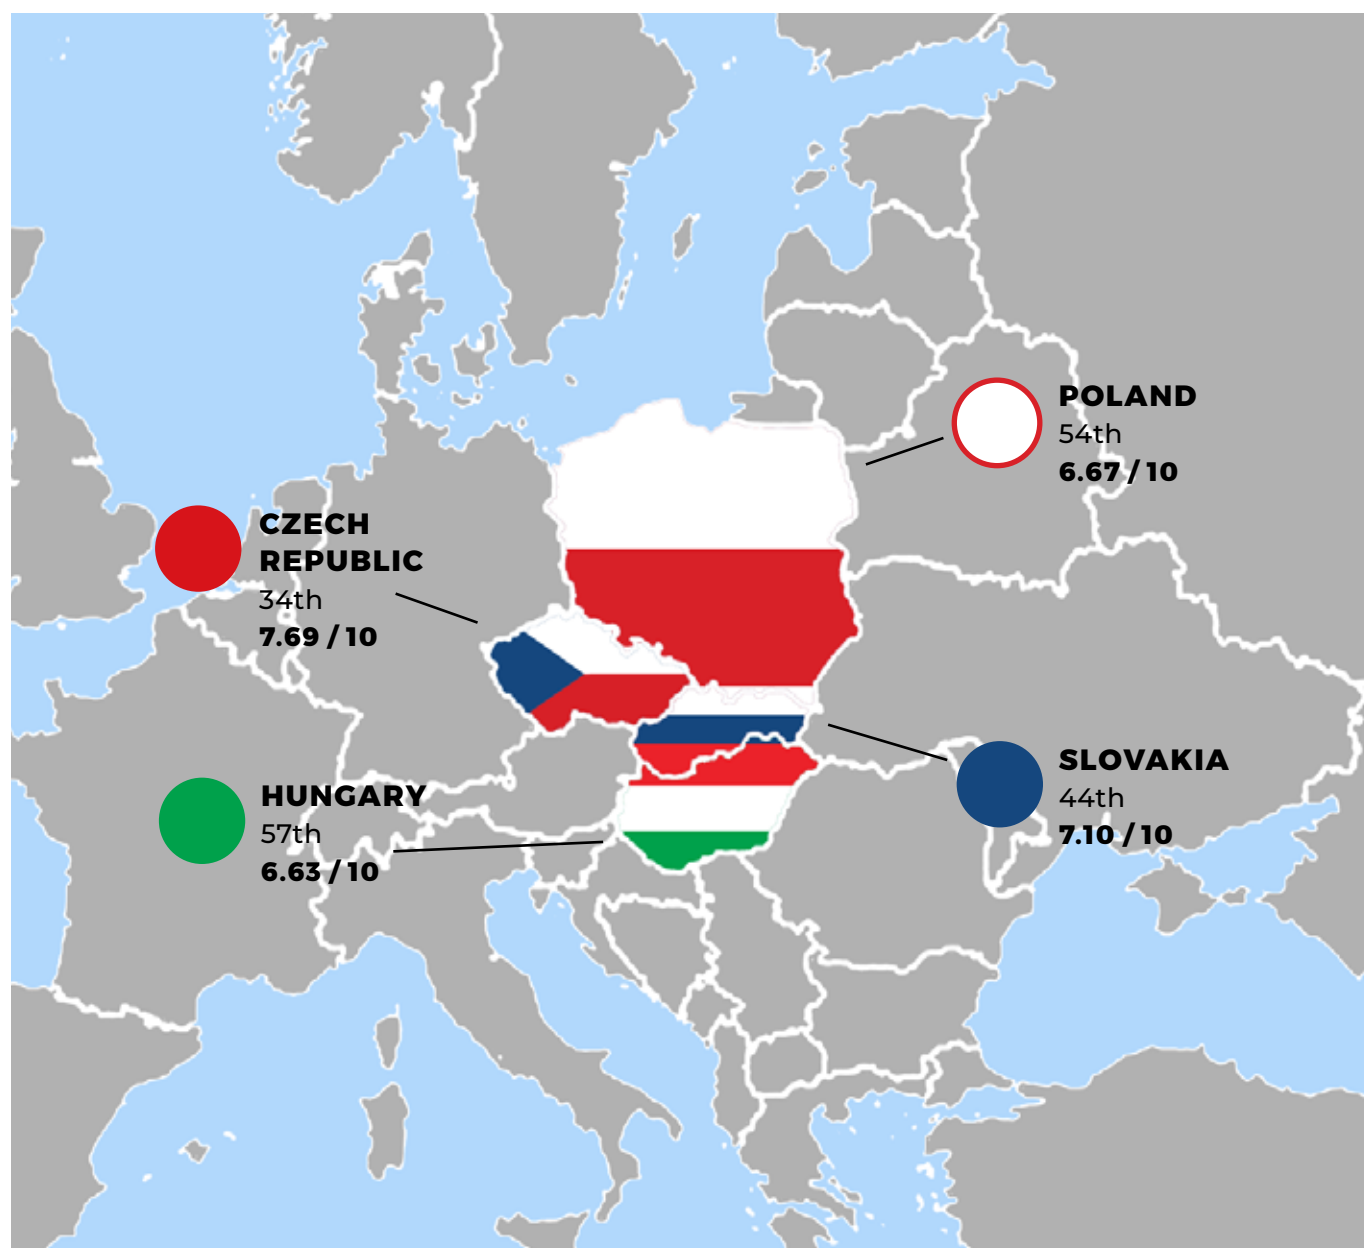 POLAND
54th
6.67 / 10
CZECH
REPUBLIC
34th
7.69 / 10
SLOVAKIA
44th
7.10 / 10
HUNGARY
57th
6.63 / 10